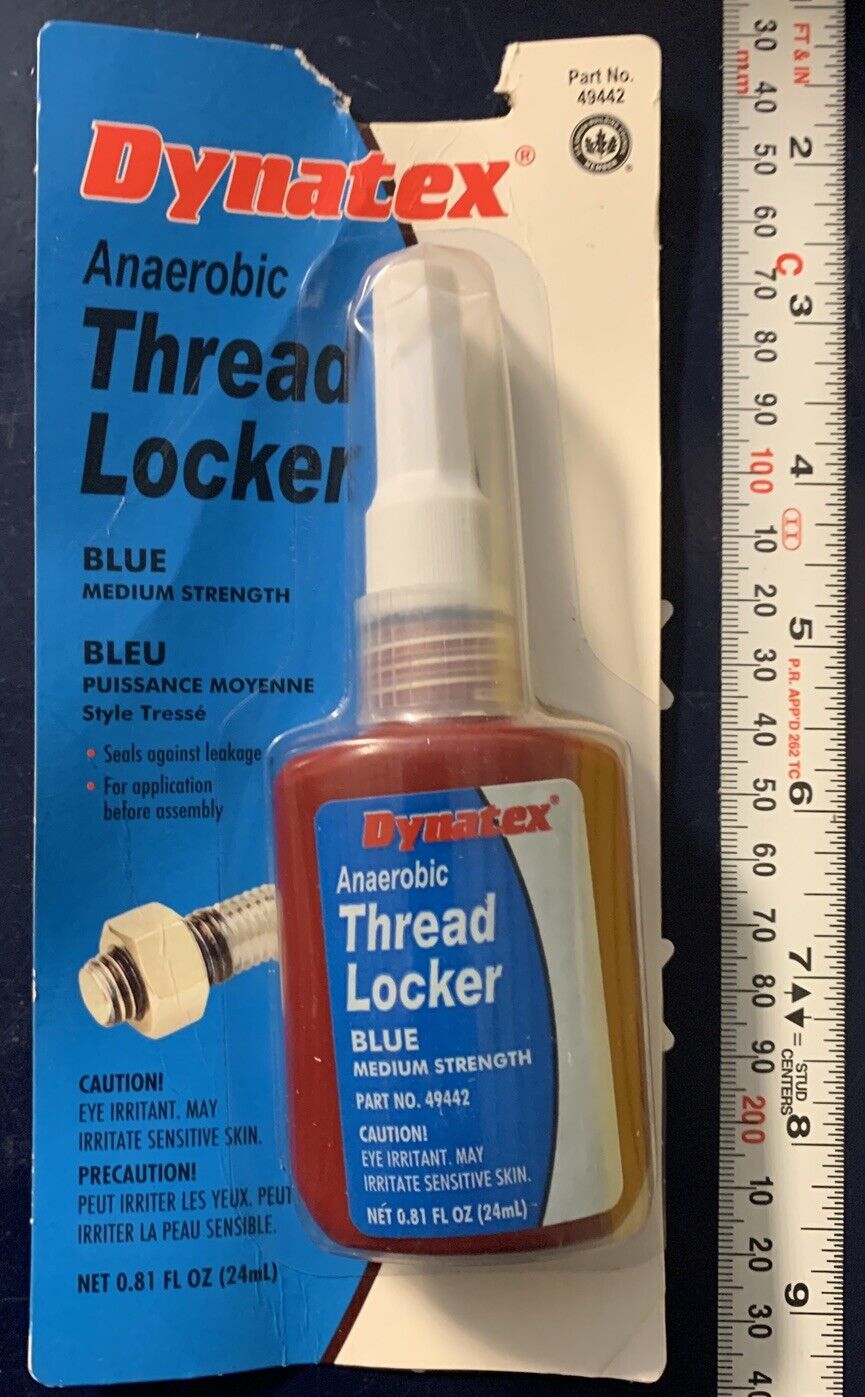 Part No.
49442
Dynatex®
Anaerobic
Thread
Locker
BLUE
MEDIUM STRENGTH
BLEU
PUISSANCE MOYENNE
Style Tressé
• Seals against leakage
• For application
before assembly
CAUTION!
EYE IRRITANT. MAY
IRRITATE SENSITIVE SKIN.
PRECAUTION!
PEUT IRRITER LES YEUX. PEUT
IRRITER LA PEAU SENSIBLE.
NET 0.81 FL OZ (24mL)
Dynatex®
Anaerobic
Thread
Locker
BLUE
MEDIUM STRENGTH
PART NO. 49442
CAUTION!
EYE IRRITANT. MAY
IRRITATE SENSITIVE SKIN.
NET 0.81 FL OZ (24mL)
FT & IN
mm
30
40
50
60
70
80
90
100
10
20
30
40
50
60
70
80
90
200
10
20
30
2
C
3
4
II
5
P.R. APP'D 262 TC
6
7
= STUD
CENTERS
8
9